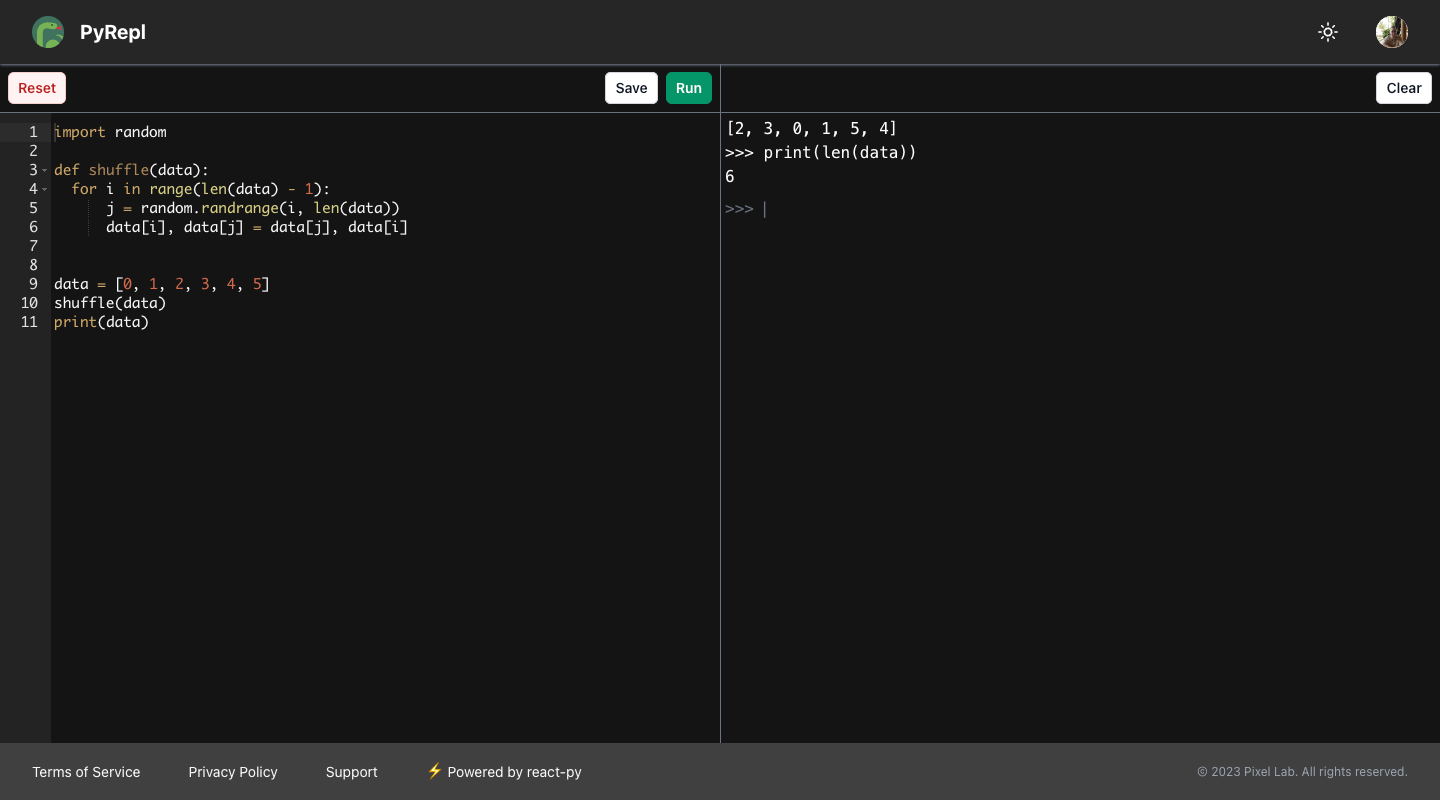 PyRepl
Reset
Save
Run
Clear
1 import random
2
3 def shuffle(data):
4   for i in range(len(data) - 1):
5       j = random.randrange(i, len(data))
6       data[i], data[j] = data[j], data[i]
7
8
9 data = [0, 1, 2, 3, 4, 5]
10 shuffle(data)
11 print(data)
[2, 3, 0, 1, 5, 4]
>>> print(len(data))
6
>>>
Terms of Service
Privacy Policy
Support
⚡ Powered by react-py
© 2023 Pixel Lab. All rights reserved.